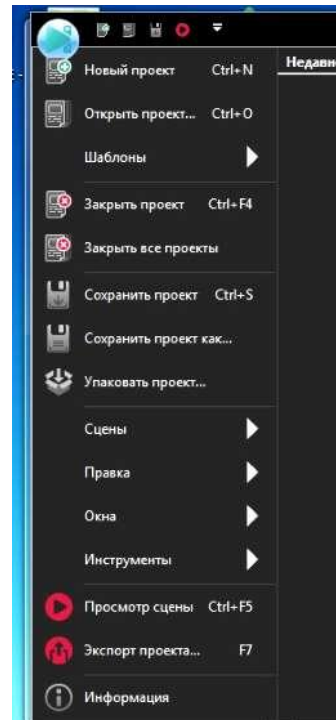 Недавн
Новый проект Ctrl+N
Открыть проект... Ctrl+O
Шаблоны
Закрыть проект Ctrl+F4
Закрыть все проекты
Сохранить проект Ctrl+S
Сохранить проект как...
Упаковать проект...
Сцены
Правка
Окна
Инструменты
Просмотр сцены Ctrl+F5
Экспорт проекта... F7
Информация